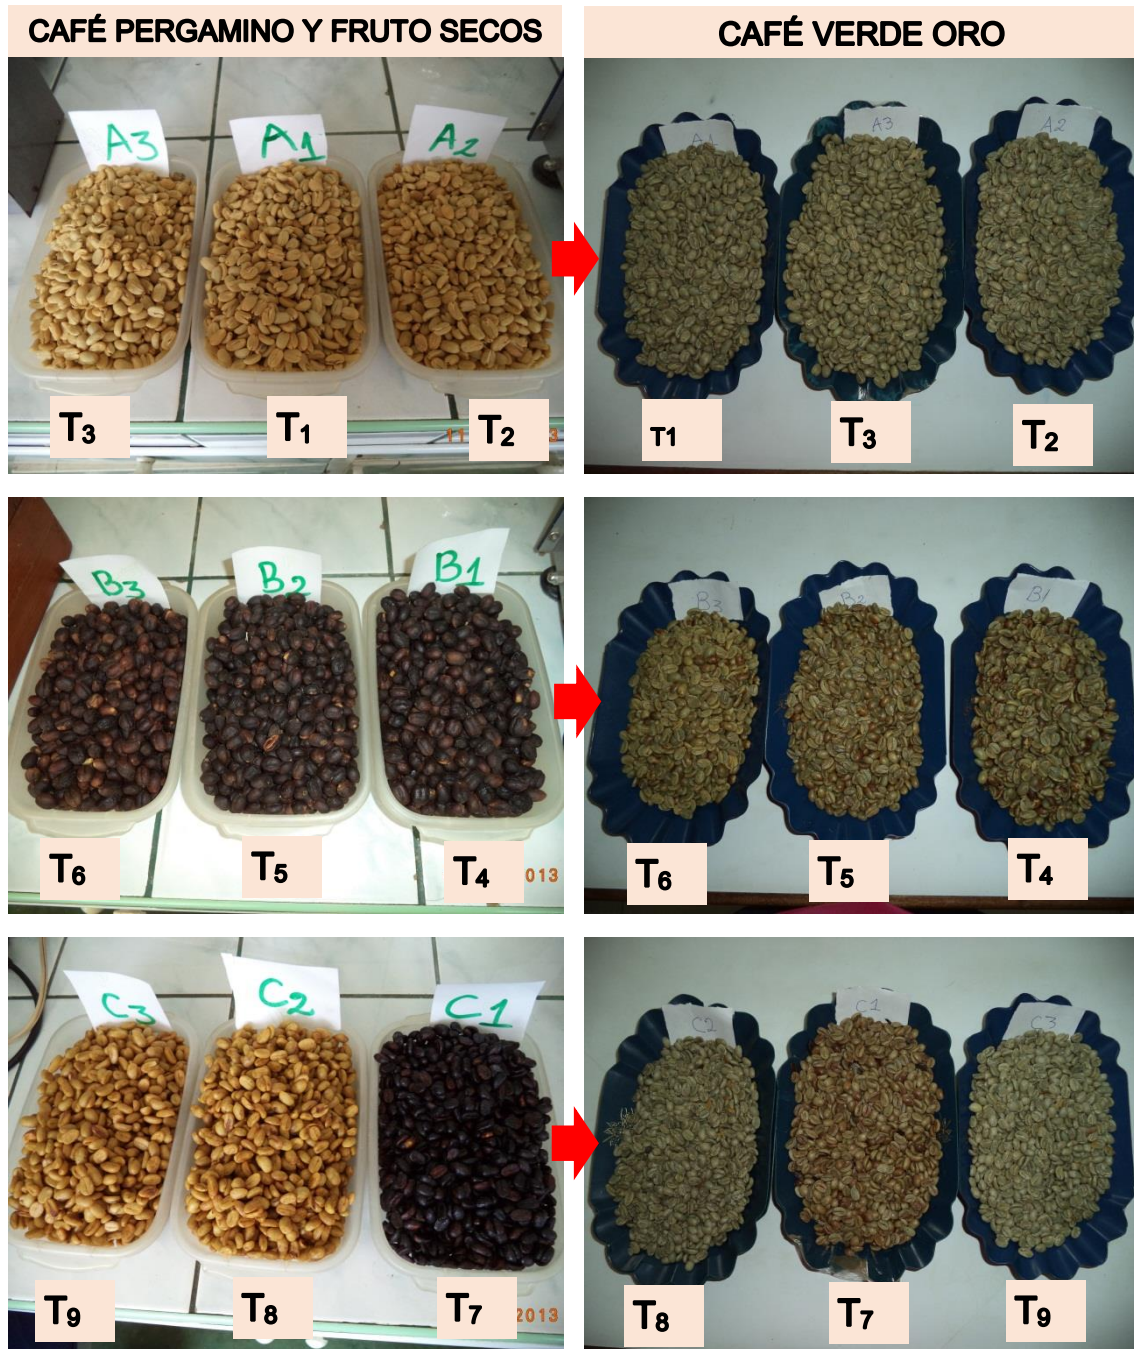 CAFÉ PERGAMINO Y FRUTO SECOS
CAFÉ VERDE ORO
A3
A1
A2
T3
T1
T2
11
3
A1
A3
A2
T1
T3
T2
B3
B2
B1
T6
T5
T4
013
B3
B2
B1
T6
T5
T4
C3
C2
C1
T9
T8
T7
2013
C2
C1
C3
T8
T7
T9